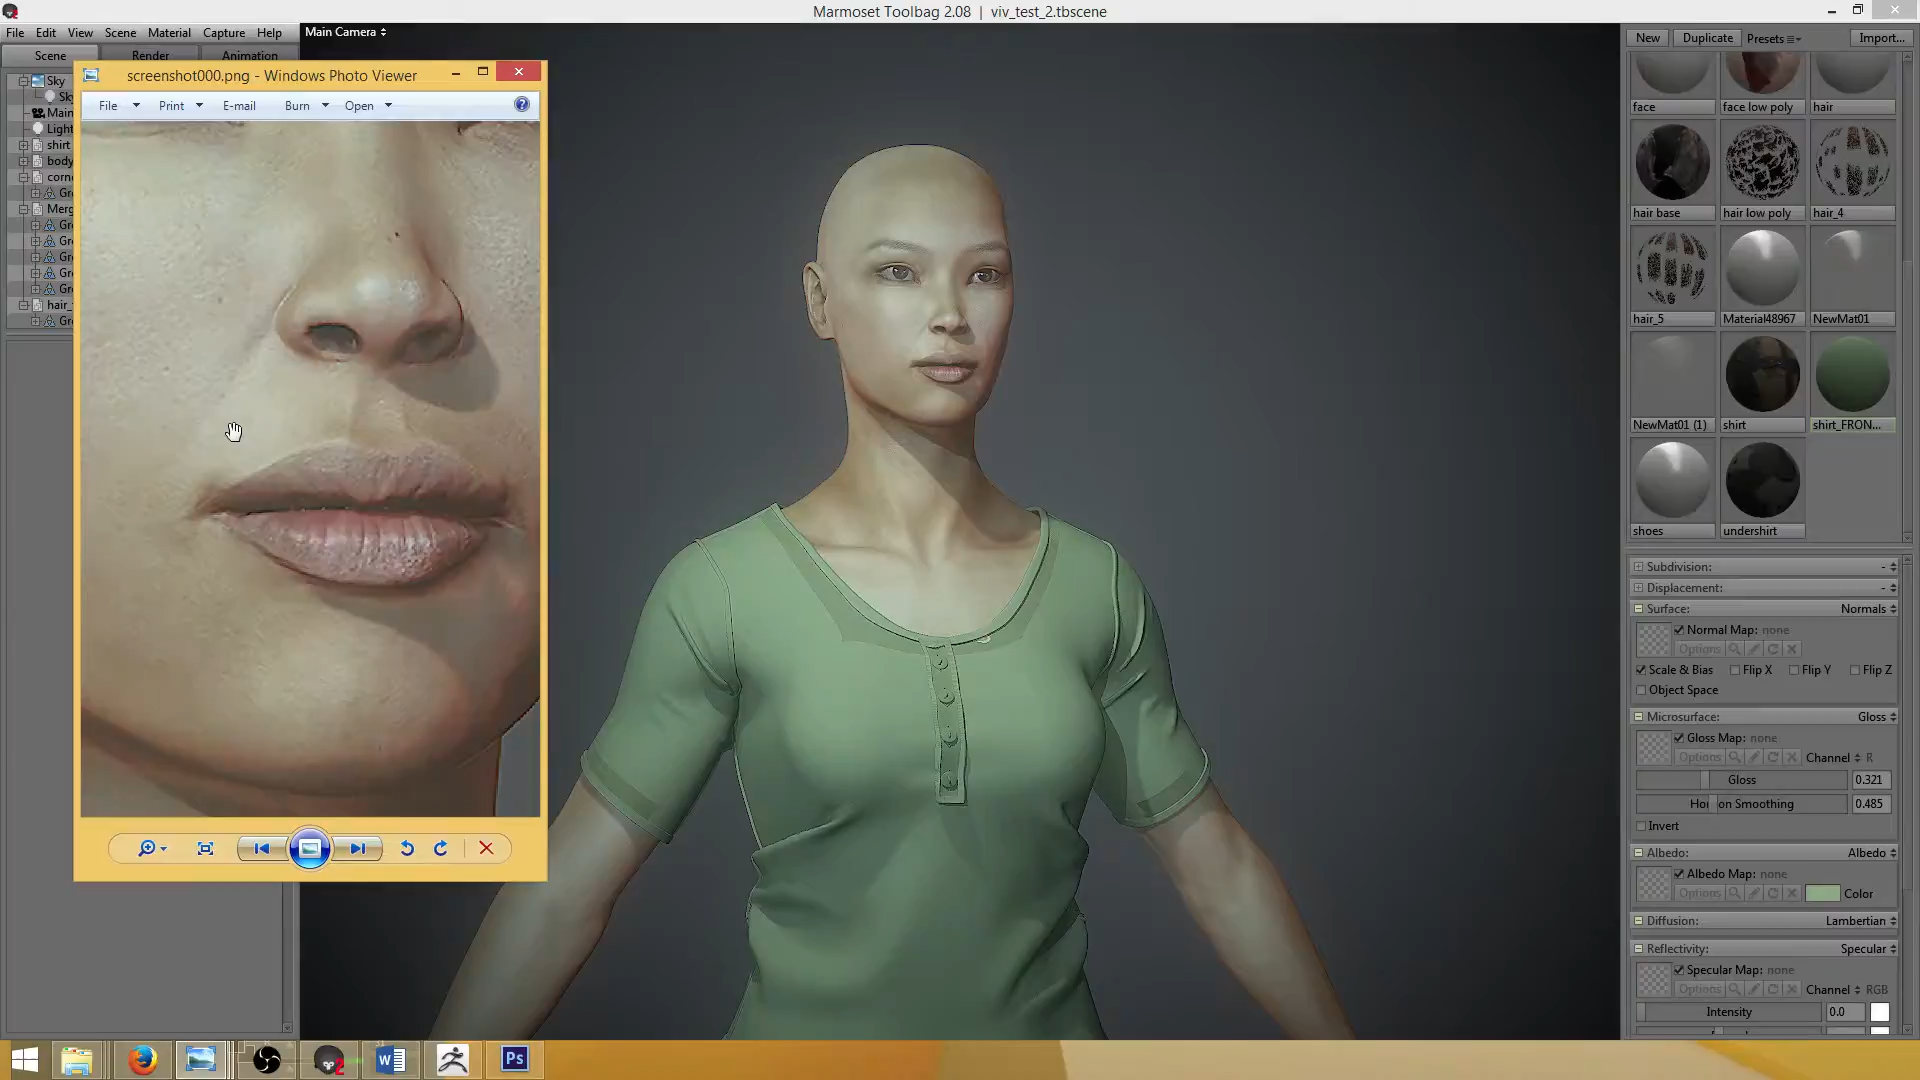 Marmoset Toolbag 2.08 | viv_test_2.tbscene
File Edit View Scene Material Capture Help
Main Camera
New Duplicate Presets Import...
Scene Render Animation
screenshot000.png - Windows Photo Viewer
File Print E-mail Burn Open
Sky
Main
Light
shirt
body
Merg
hair_
face face low poly hair
hair base hair low poly hair_4
hair_5 Material48967 NewMat01
NewMat01 (1) shirt shirt_FRON...
shoes undershirt
Subdivision: -
Displacement: -
Surface: Normals
Normal Map: none
Options
Scale & Bias Flip X Flip Y Flip Z
Object Space
Microsurface: Gloss
Gloss Map: none
Options Channel R
Gloss 0.321
Smoothing 0.485
Invert
Albedo: Albedo
Albedo Map: none
Options Color
Diffusion: Lambertian
Reflectivity: Specular
Specular Map: none
Options Channel RGB
Intensity 0.0
2 W Ps